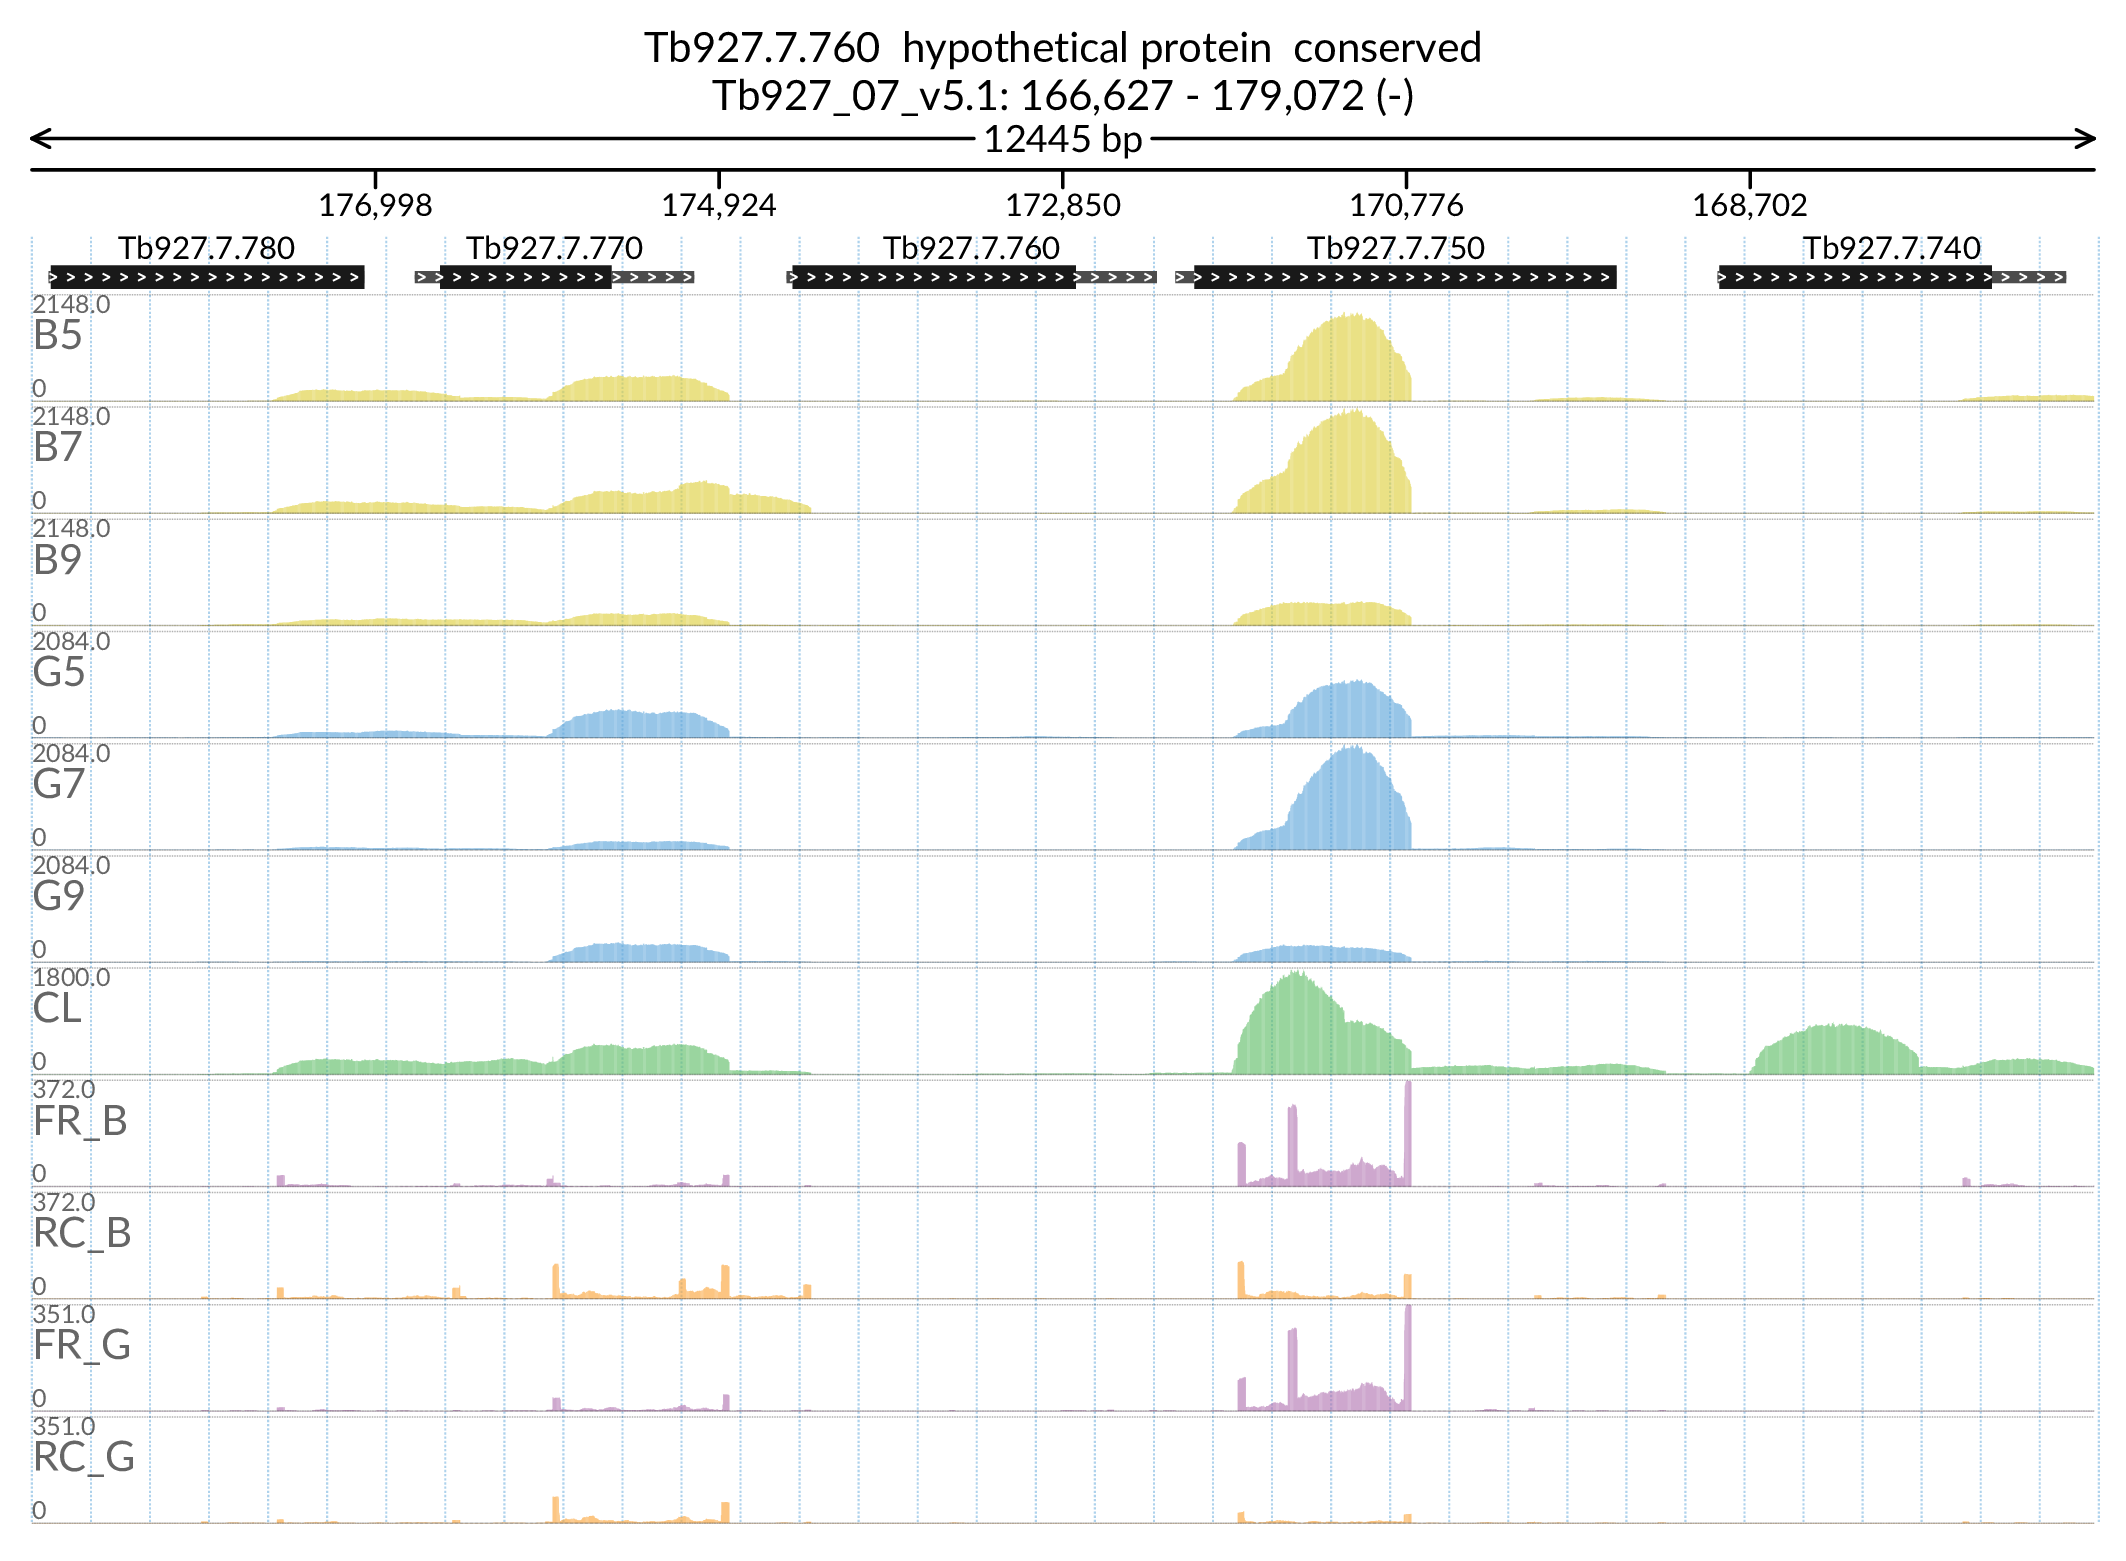 Tb927.7.760 hypothetical protein conserved
Tb927_07_v5.1: 166,627 - 179,072 (-)
12445 bp
176,998 174,924 172,850 170,776 168,702
Tb927.7.780 Tb927.7.770 Tb927.7.760 Tb927.7.750 Tb927.7.740
2148.0
B5
0
2148.0
B7
0
2148.0
B9
0
2084.0
G5
0
2084.0
G7
0
2084.0
G9
0
1800.0
CL
0
372.0
FR_B
0
372.0
RC_B
0
351.0
FR_G
0
351.0
RC_G
0